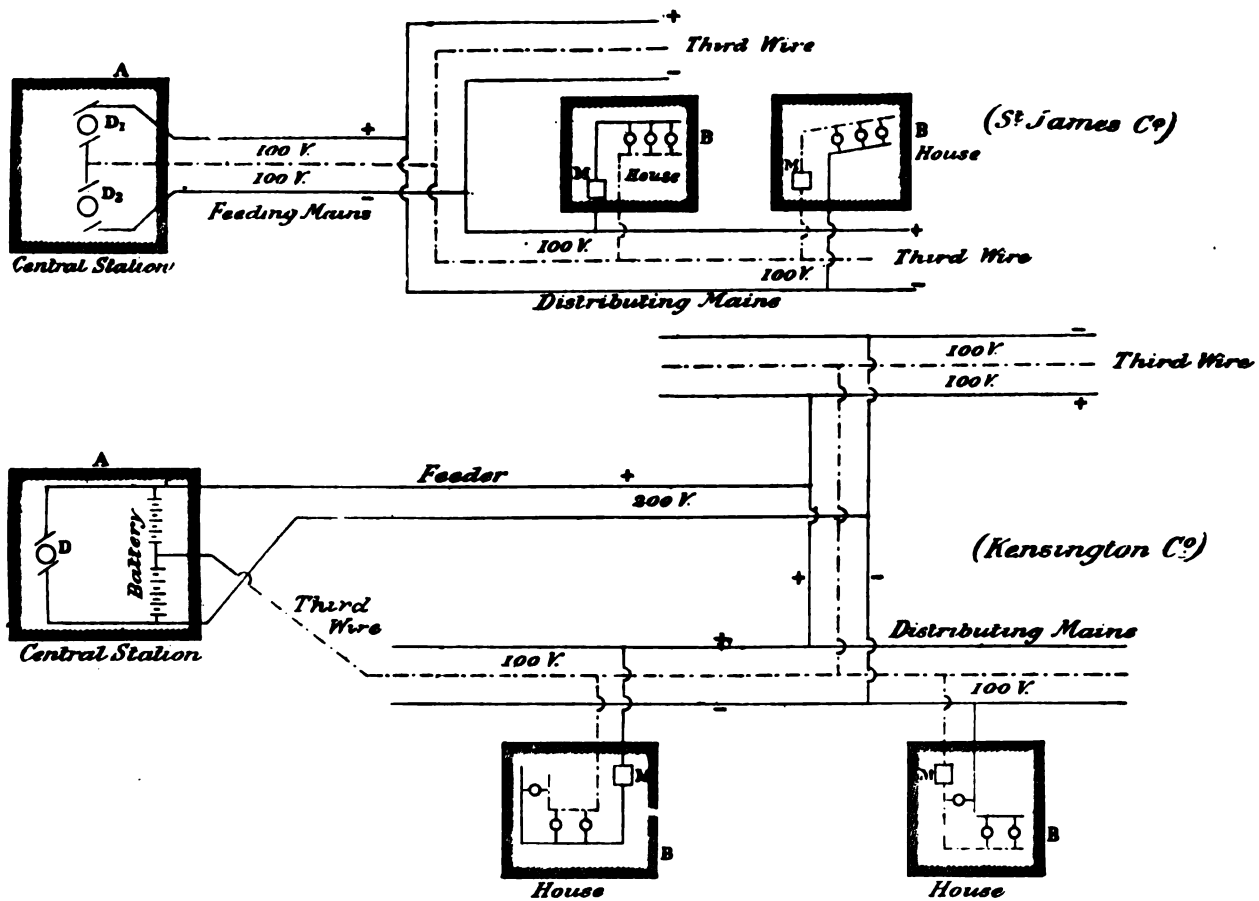 +
Third Wire
−
A
D1
D2
100 V.
100 V.
+
−
Feeding Mains
Central Station
B
House
M
M
B
House
(St. James Co)
100 V.
+
Third Wire
100 V.
−
Distributing Mains
−
100 V.
Third Wire
100 V.
+
A
Feeder
+
200 V.
D
Battery
(Kensington Co.)
+
−
Third
Wire
Central Station
+
Distributing Mains
100 V.
100 V.
−
M
B
House
M
B
House